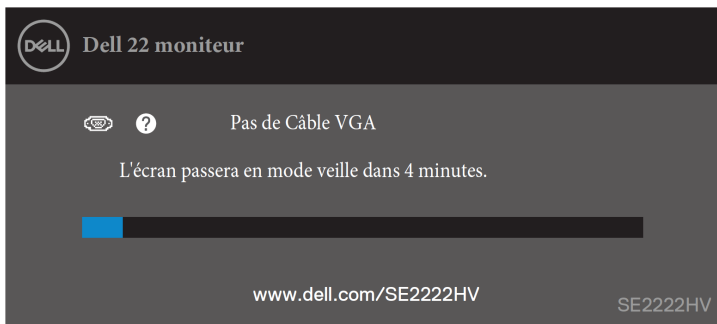 DELL
Dell 22 moniteur
? Pas de Câble VGA
L'écran passera en mode veille dans 4 minutes.
www.dell.com/SE2222HV
SE2222HV